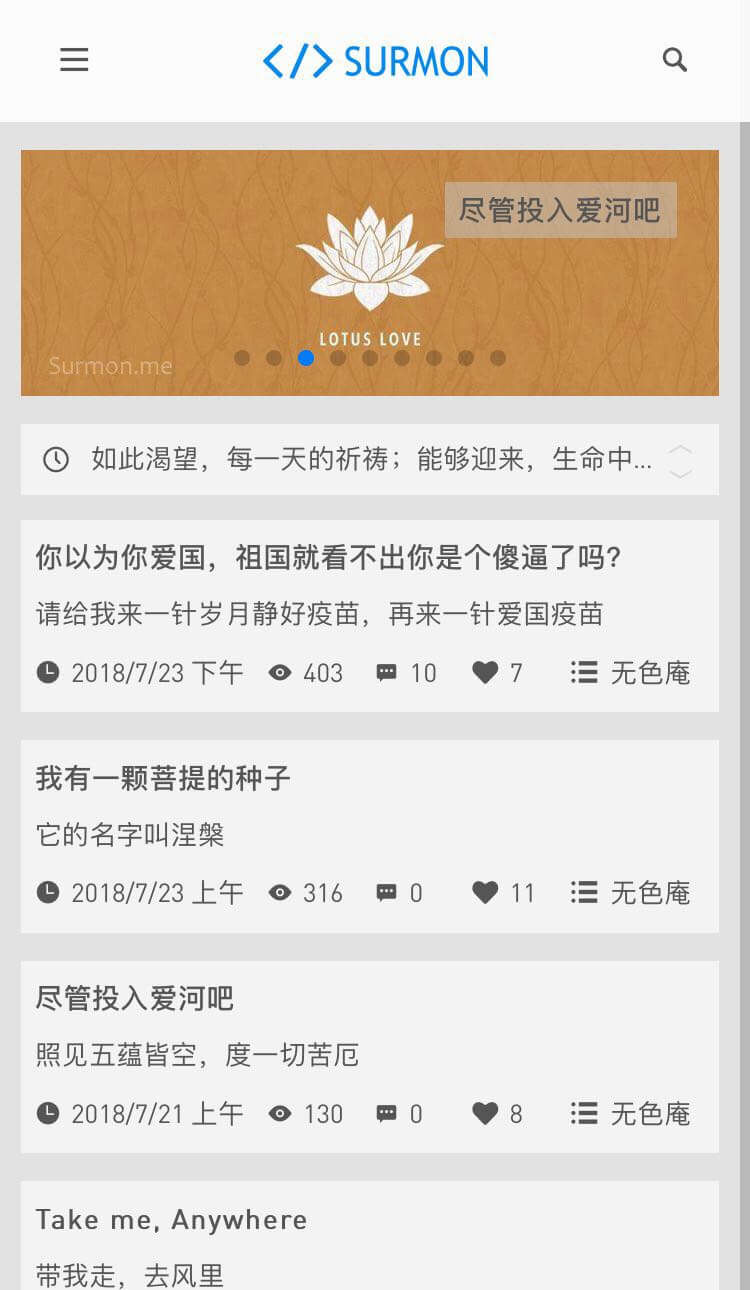 </> SURMON
尽管投入爱河吧
LOTUS LOVE
Surmon.me
如此渴望，每一天的祈祷；能够迎来，生命中...
你以为你爱国，祖国就看不出你是个傻逼了吗？
请给我来一针岁月静好疫苗，再来一针爱国疫苗
2018/7/23 下午 403 10 7 无色庵
我有一颗菩提的种子
它的名字叫涅槃
2018/7/23 上午 316 0 11 无色庵
尽管投入爱河吧
照见五蕴皆空，度一切苦厄
2018/7/21 上午 130 0 8 无色庵
Take me, Anywhere
带我走，去风里